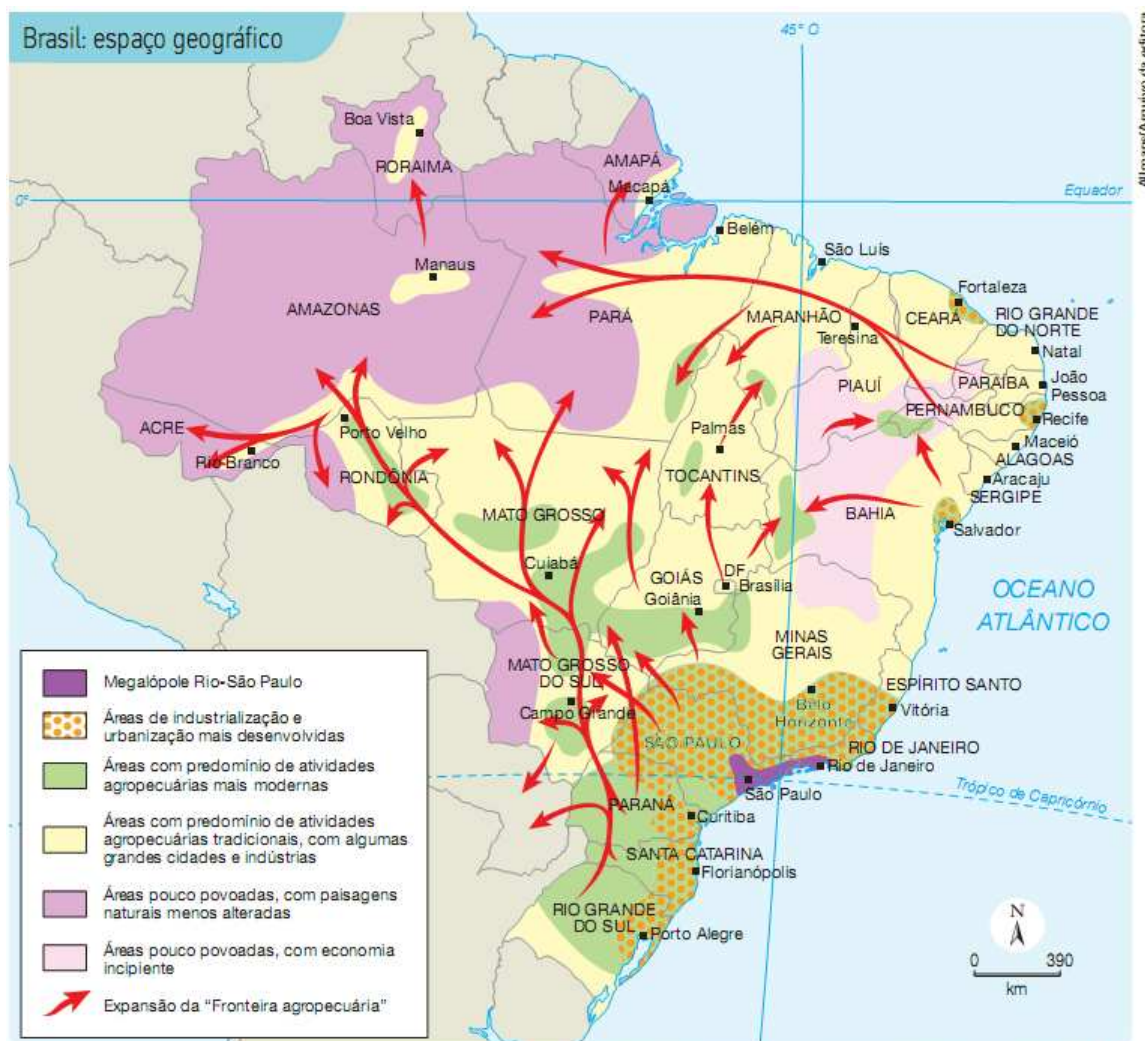 Brasil: espaço geográfico
45° O
Allmaps/Arquivo da editora
Boa Vista
RORAIMA
AMAPÁ
Macapá
0°
Equador
Belém
São Luís
Manaus
Fortaleza
AMAZONAS
PARÁ
MARANHÃO
CEARÁ
RIO GRANDE
DO NORTE
Teresina
Natal
PIAUÍ
PARAÍBA
João
Pessoa
ACRE
Porto Velho
PERNAMBUCO
Recife
Palmas
Rio Branco
Maceió
ALAGOAS
RONDÔNIA
TOCANTINS
Aracaju
SERGIPE
MATO GROSSO
BAHIA
Salvador
Cuiabá
DF
Brasília
GOIÁS
Goiânia
OCEANO
ATLÂNTICO
MINAS
GERAIS
MATO GROSSO
DO SUL
ESPÍRITO SANTO
Belo
Horizonte
Vitória
Campo Grande
SÃO PAULO
RIO DE JANEIRO
Rio de Janeiro
São Paulo
Trópico de Capricórnio
PARANÁ
Curitiba
SANTA CATARINA
Florianópolis
RIO GRANDE
DO SUL
Porto Alegre
N
0 390
km
Megalópole Rio-São Paulo
Áreas de industrialização e
urbanização mais desenvolvidas
Áreas com predomínio de atividades
agropecuárias mais modernas
Áreas com predomínio de atividades
agropecuárias tradicionais, com algumas
grandes cidades e indústrias
Áreas pouco povoadas, com paisagens
naturais menos alteradas
Áreas pouco povoadas, com economia
incipiente
Expansão da “Fronteira agropecuária”